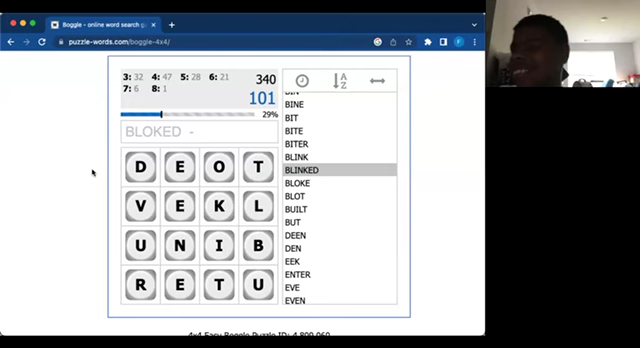 Boggle - online word search g
puzzle-words.com/boggle-4x4/
3: 32 4: 47 5: 28 6: 21
7: 6 8: 1
340
101
29%
BLOKED -
D E O T
V E K L
U N I B
R E T U
A
Z
BIN
BINE
BIT
BITE
BITER
BLINK
BLINKED
BLOKE
BLOT
BUILT
BUT
DEEN
DEN
EEK
ENTER
EVE
EVEN
4x4 Easy Boggle Puzzle ID: 4,899,060